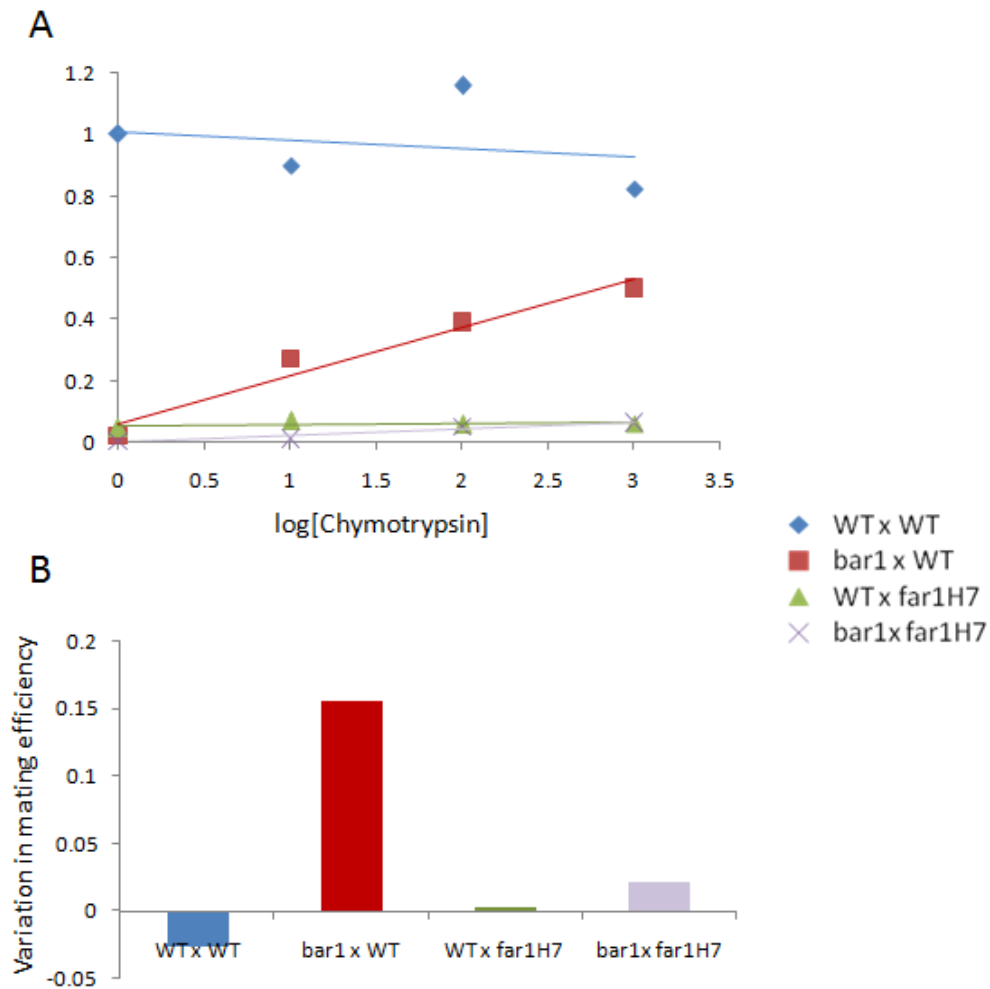 A
1.2
1
0.8
0.6
0.4
0.2
0
0 0.5 1 1.5 2 2.5 3 3.5
log[Chymotrypsin]
WT x WT
bar1 x WT
WT x far1H7
bar1x far1H7
B
Variation in mating efficiency
0.2
0.15
0.1
0.05
0
-0.05
WT x WT bar1 x WT WT x far1H7 bar1x far1H7